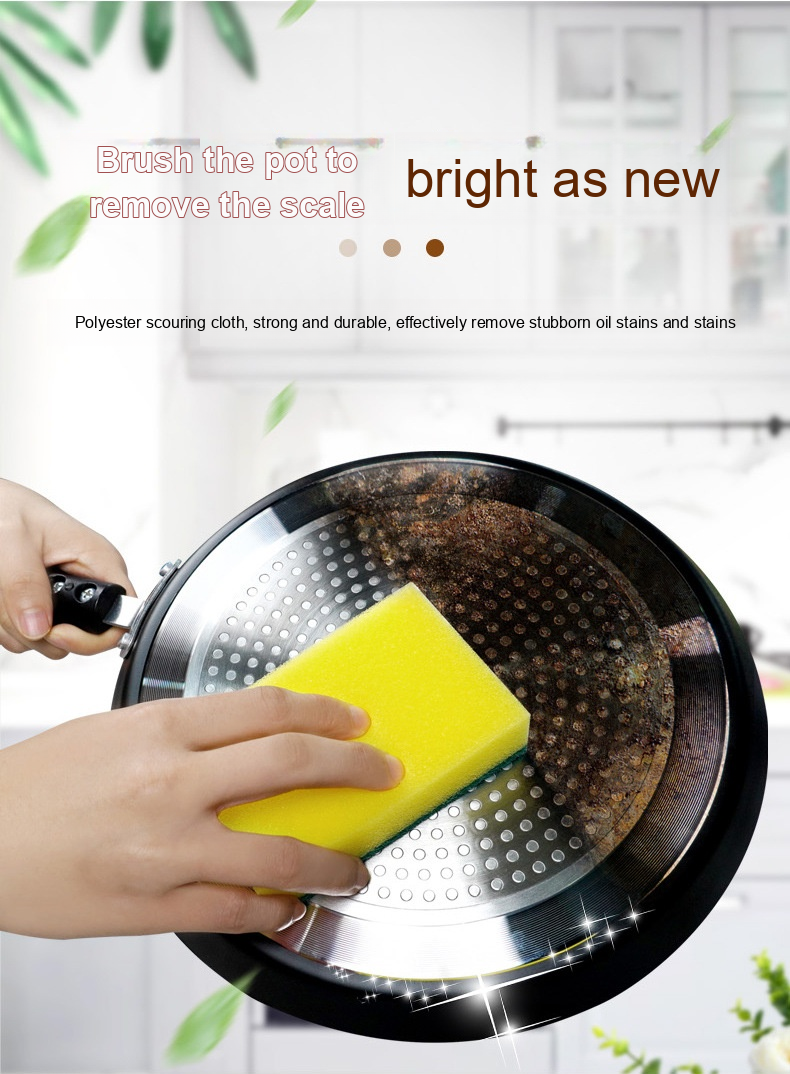 Brush the pot to
remove the scale
bright as new
Polyester scouring cloth, strong and durable, effectively remove stubborn oil stains and stains